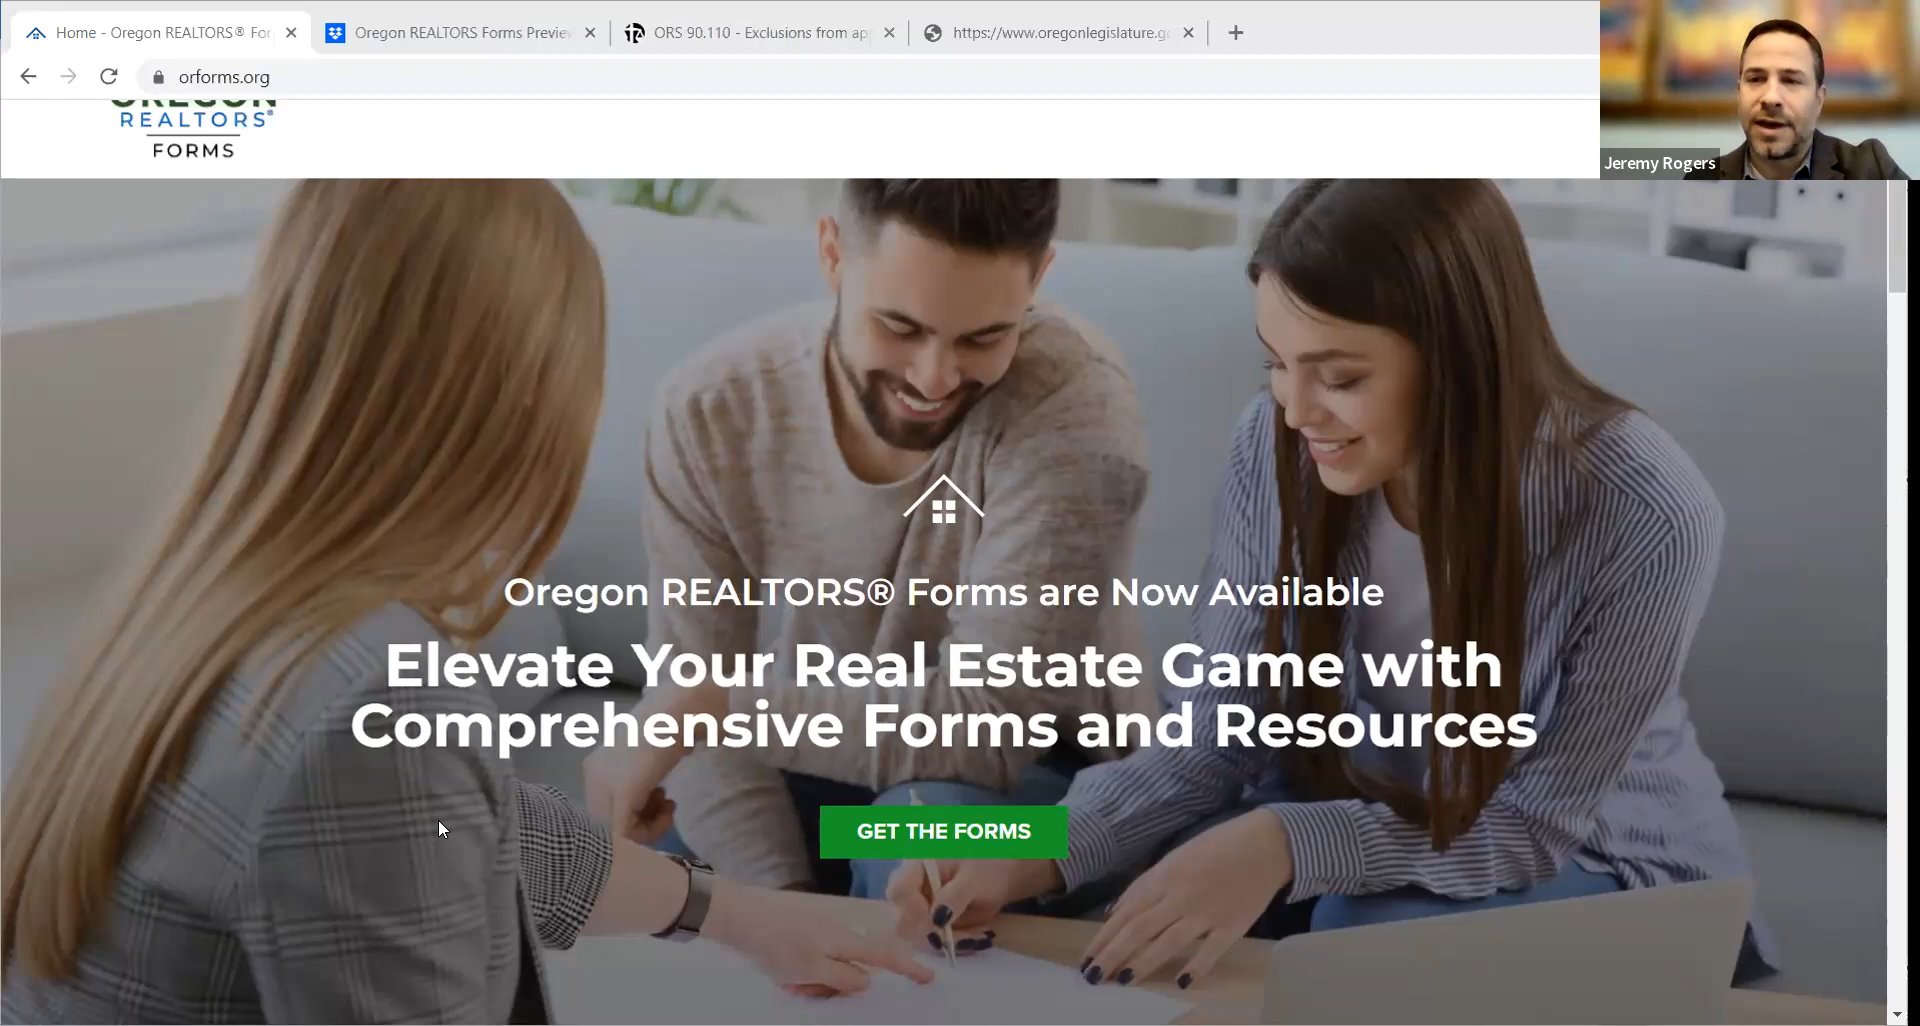 Home - Oregon REALTORS® For
Oregon REALTORS Forms Preview
ORS 90.110 - Exclusions from ap
https://www.oregonlegislature.g
orforms.org
Jeremy Rogers
OREGON
REALTORS®
FORMS
Oregon REALTORS® Forms are Now Available
Elevate Your Real Estate Game with
Comprehensive Forms and Resources
GET THE FORMS